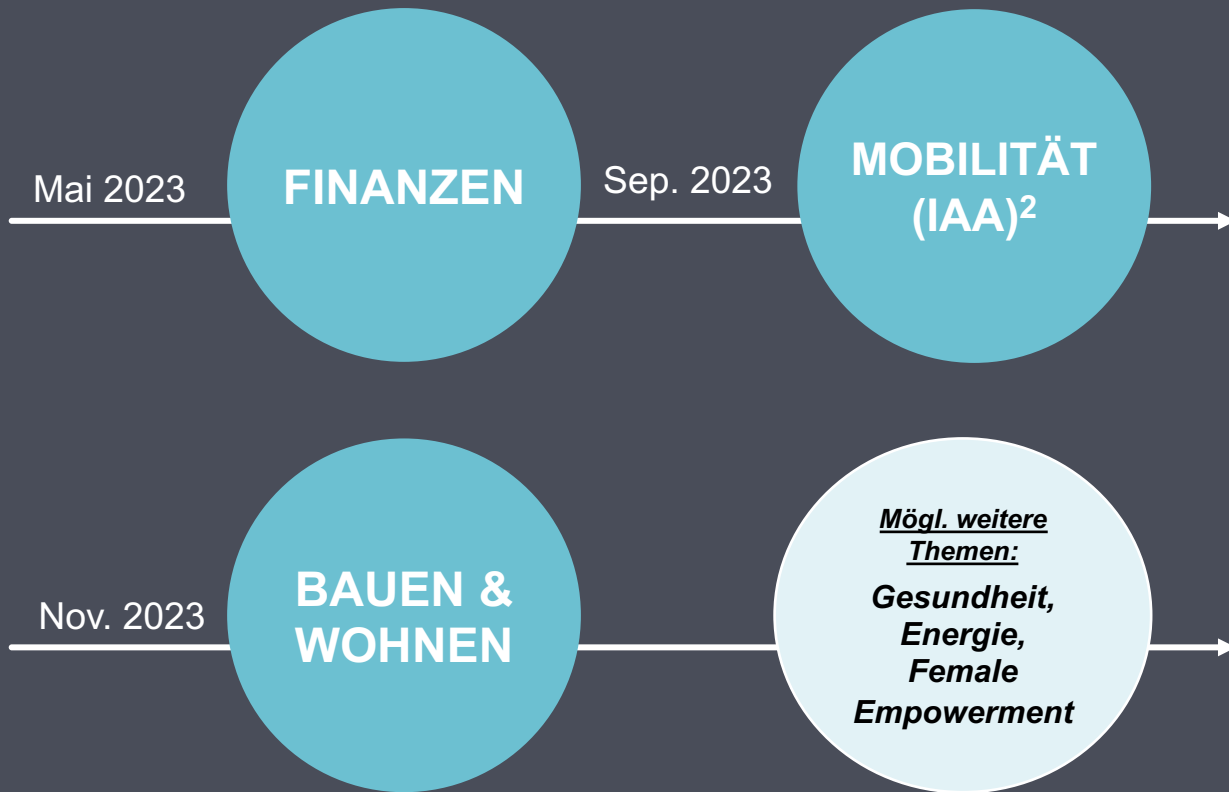 Mai 2023
FINANZEN
Sep. 2023
MOBILITÄT
(IAA)²
Nov. 2023
BAUEN &
WOHNEN
Mögl. weitere
Themen:
Gesundheit,
Energie,
Female
Empowerment